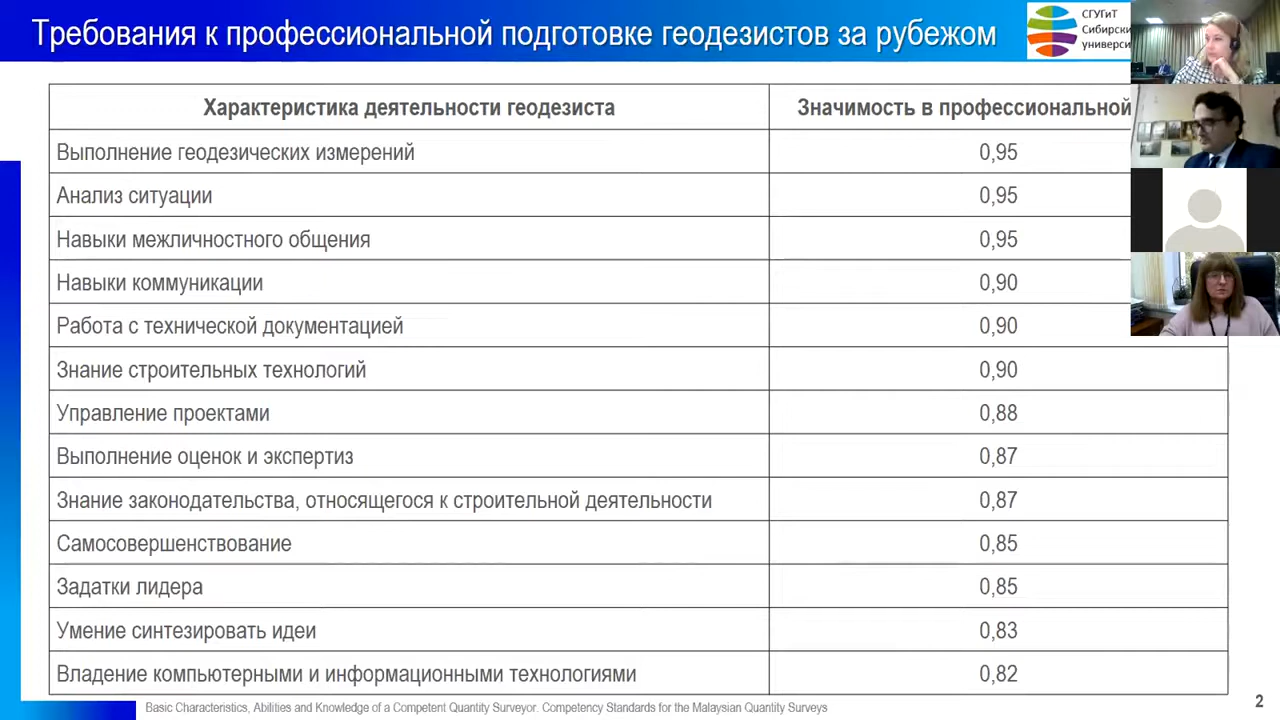 Требования к профессиональной подготовке геодезистов за рубежом
СГУГиТ
Сибирски
универси
Характеристика деятельности геодезиста
Значимость в профессиональной
Выполнение геодезических измерений
0,95
Анализ ситуации
0,95
Навыки межличностного общения
0,95
Навыки коммуникации
0,90
Работа с технической документацией
0,90
Знание строительных технологий
0,90
Управление проектами
0,88
Выполнение оценок и экспертиз
0,87
Знание законодательства, относящегося к строительной деятельности
0,87
Самосовершенствование
0,85
Задатки лидера
0,85
Умение синтезировать идеи
0,83
Владение компьютерными и информационными технологиями
0,82
Basic Characteristics, Abilities and Knowledge of a Competent Quantity Surveyor. Competency Standards for the Malaysian Quantity Surveys
2